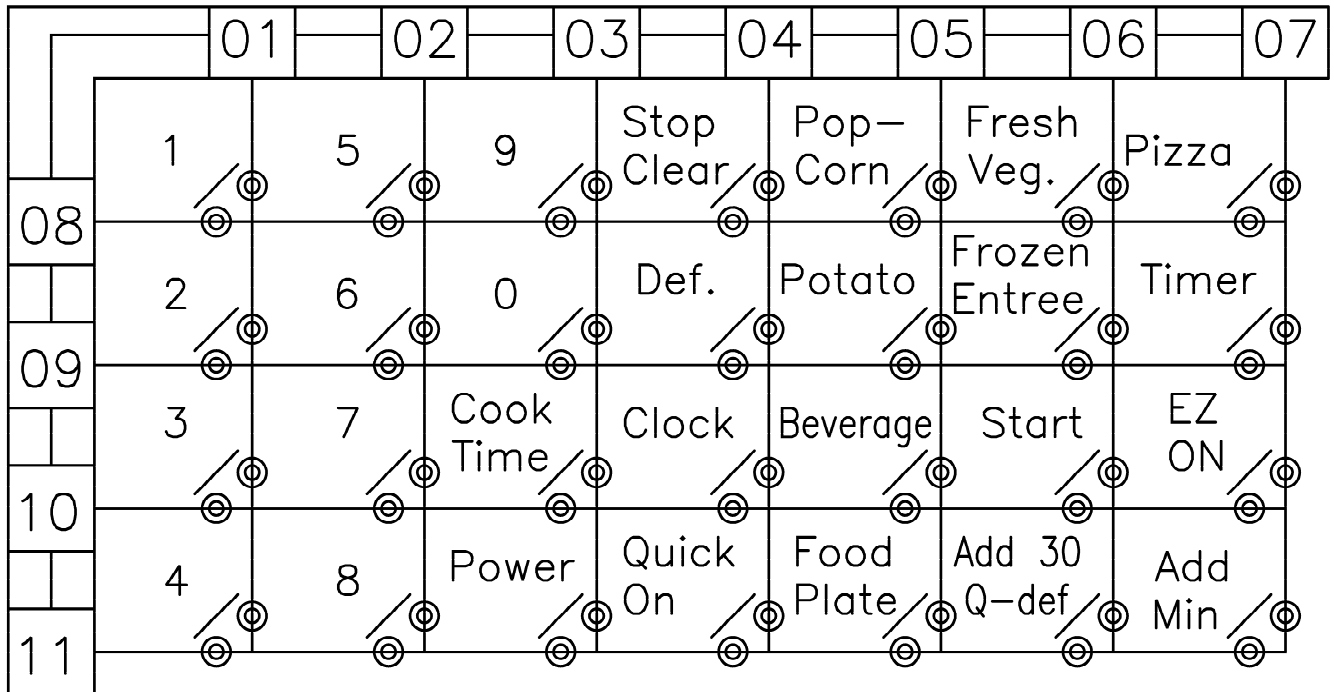 01 02 03 04 05 06 07
1 5 9 Stop Clear Pop- Corn Fresh Veg. Pizza
08
2 6 0 Def. Potato Frozen Entree Timer
09
3 7 Cook Time Clock Beverage Start EZ ON
10
4 8 Power Quick On Food Plate Add 30 Q-def Add Min
11